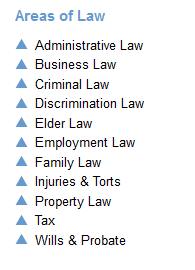 Areas of Law
Administrative Law
Business Law
Criminal Law
Discrimination Law
Elder Law
Employment Law
Family Law
Injuries & Torts
Property Law
Tax
Wills & Probate